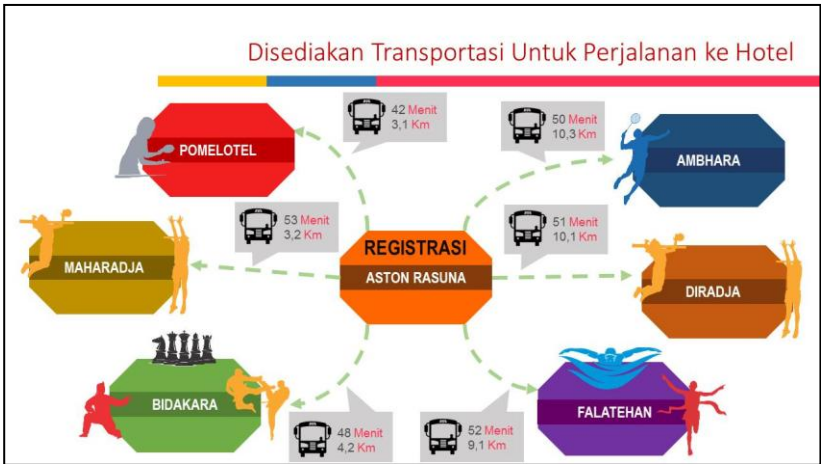 Disediakan Transportasi Untuk Perjalanan ke Hotel
42 Menit
3,1 Km
50 Menit
10,3 Km
POMELOTEL
AMBHARA
53 Menit
3,2 Km
51 Menit
10,1 Km
REGISTRASI
ASTON RASUNA
MAHARADJA
DIRADJA
BIDAKARA
FALATEHAN
48 Menit
4,2 Km
52 Menit
9,1 Km